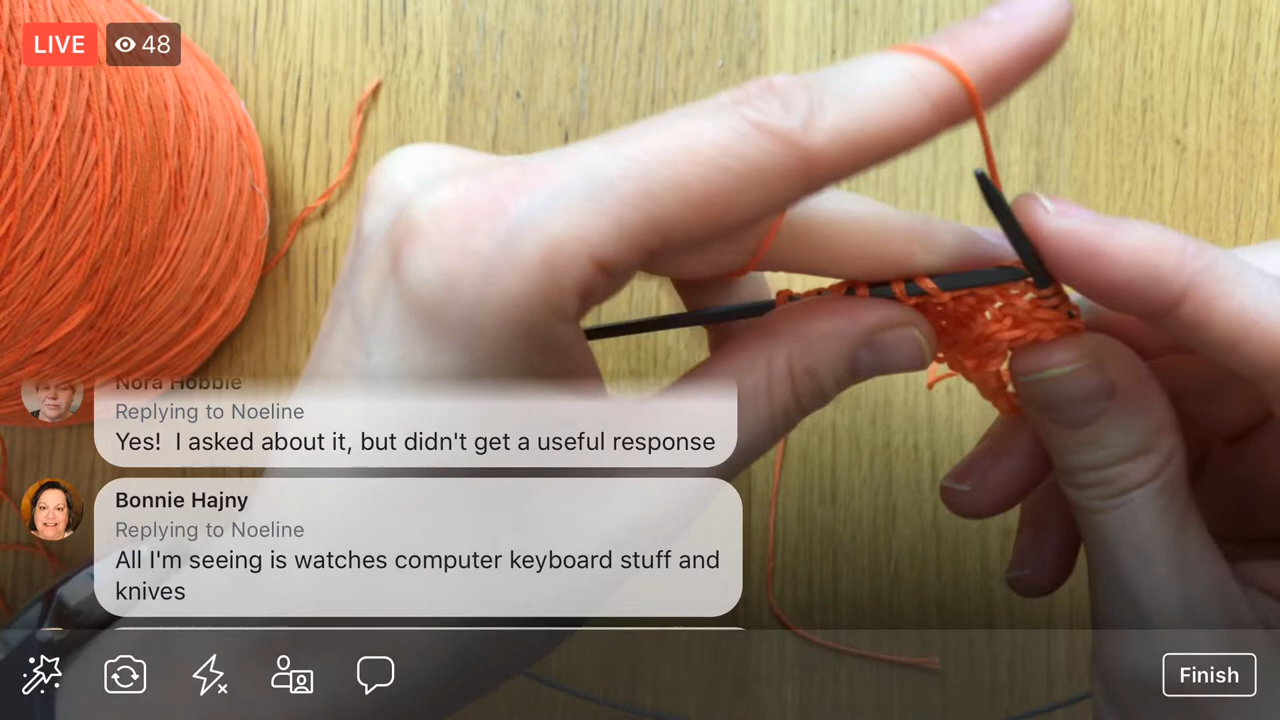 LIVE 48
Nora Hobbie
Replying to Noeline
Yes! I asked about it, but didn't get a useful response
Bonnie Hajny
Replying to Noeline
All I'm seeing is watches computer keyboard stuff and
knives
Finish